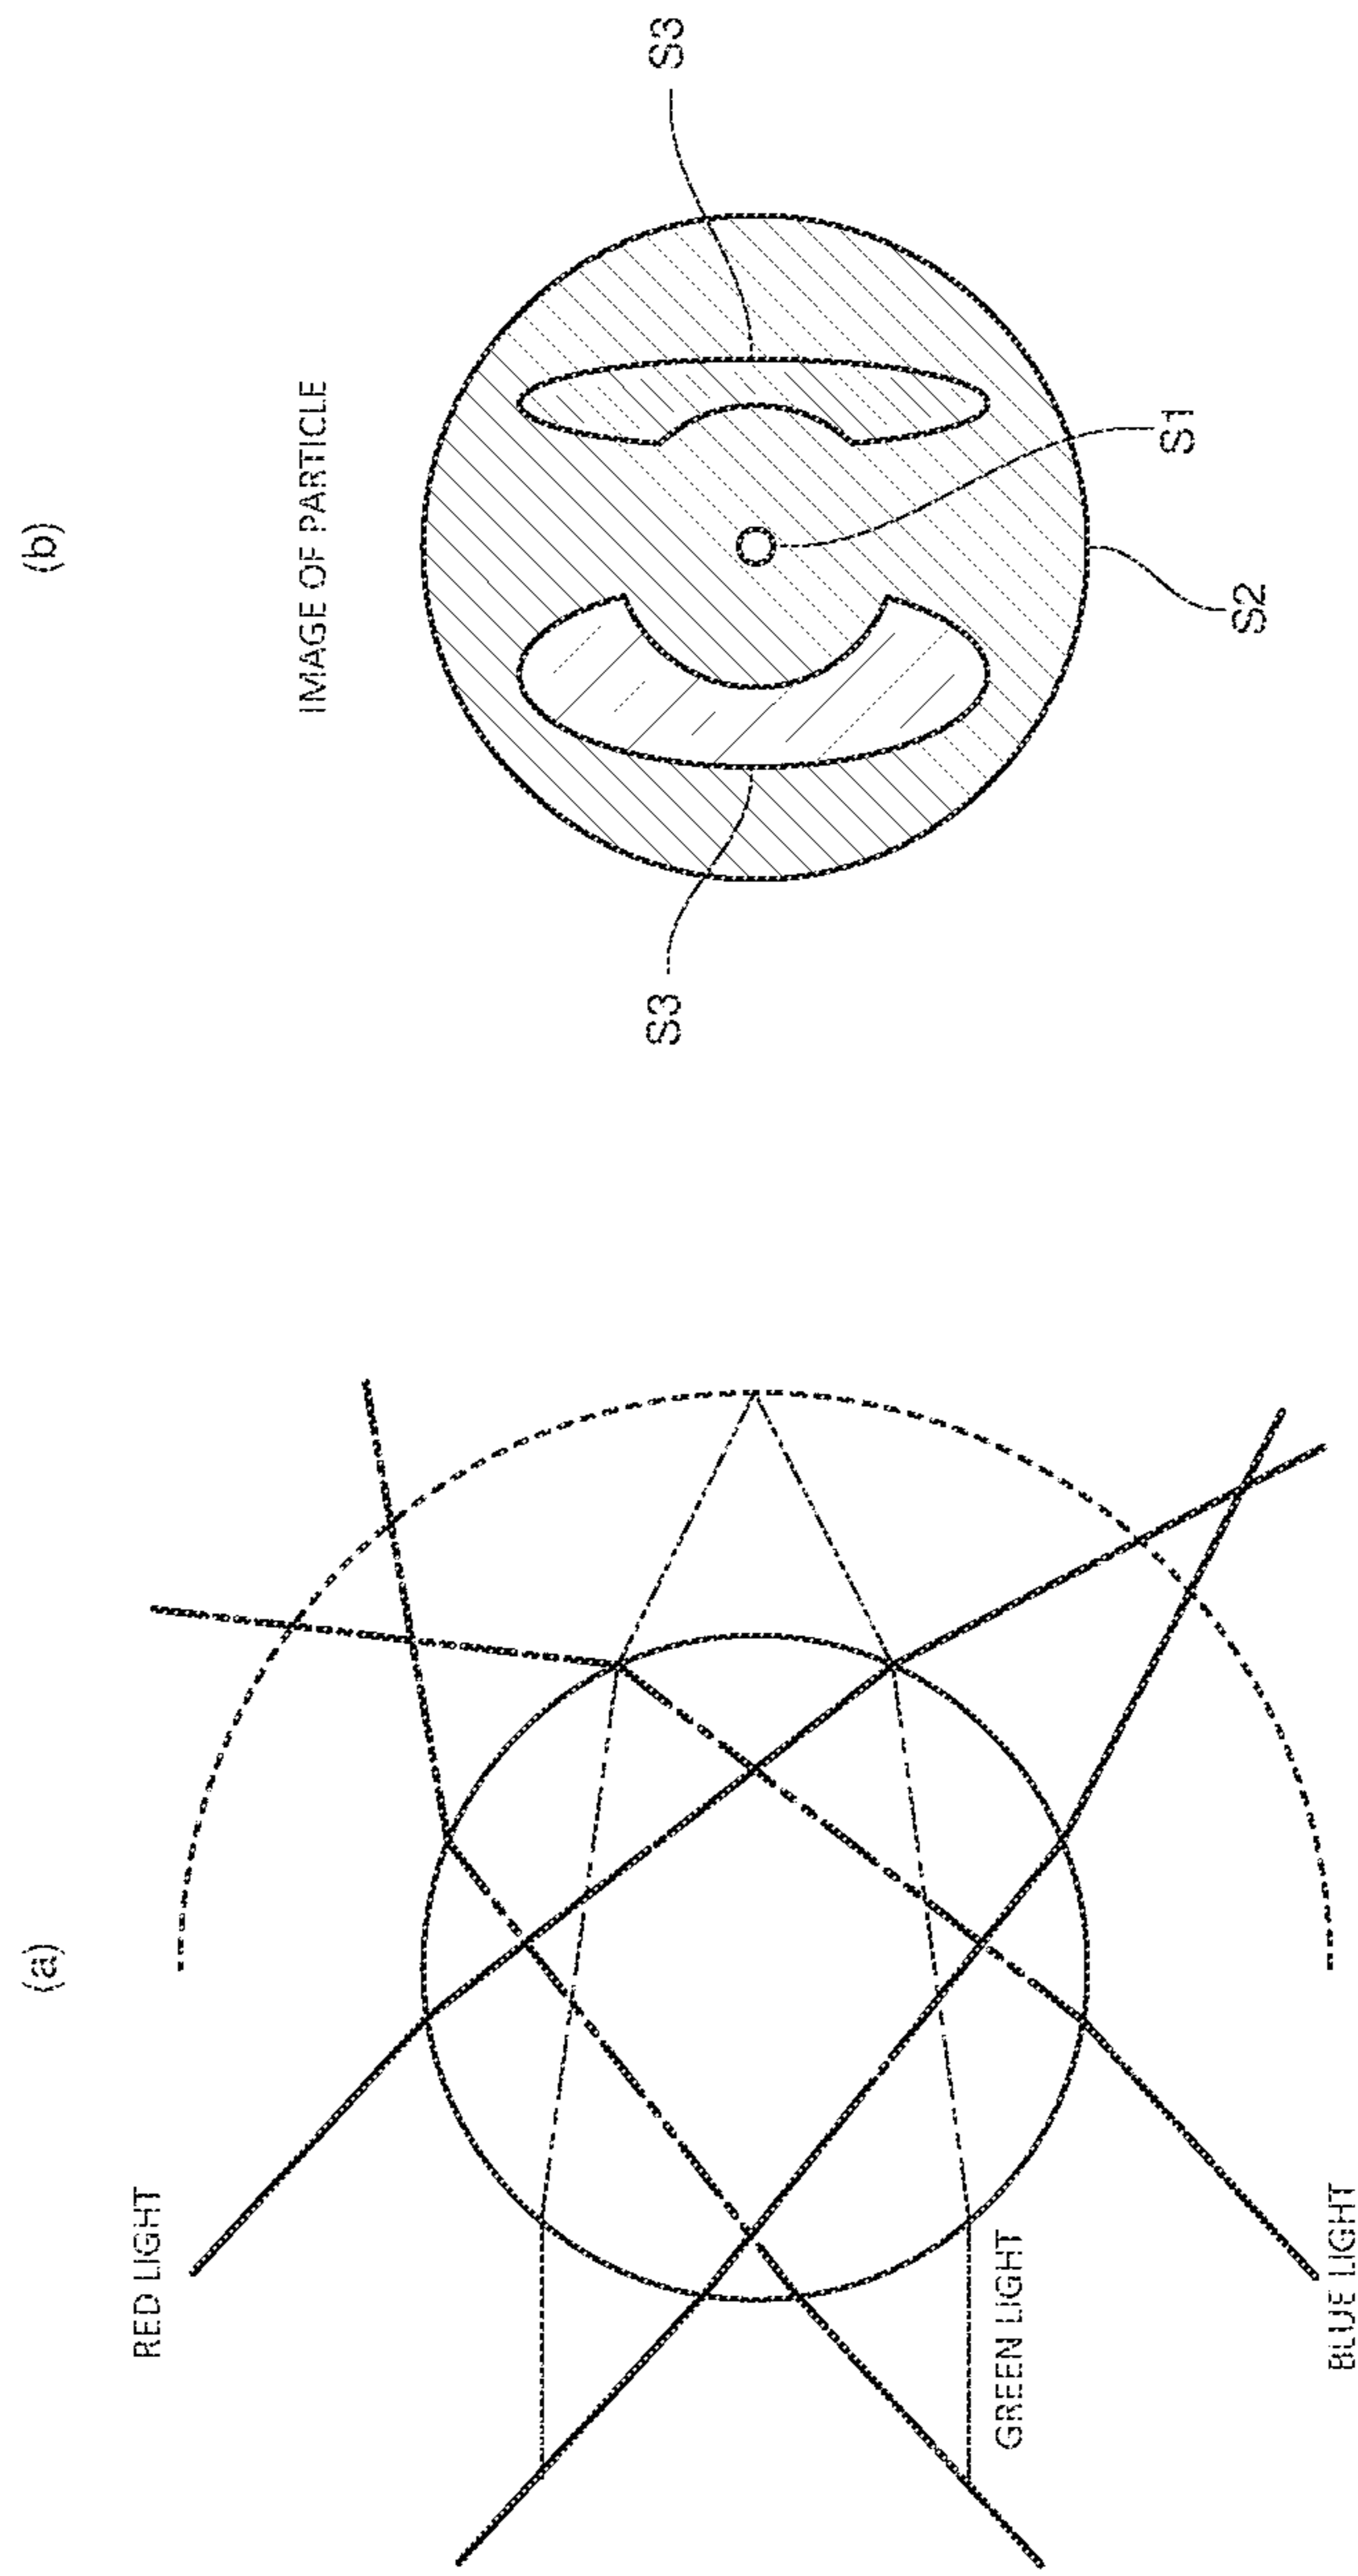 (a)
RED LIGHT
GREEN LIGHT
BLUE LIGHT
(b)
IMAGE OF PARTICLE
S3
S3
S1
S2